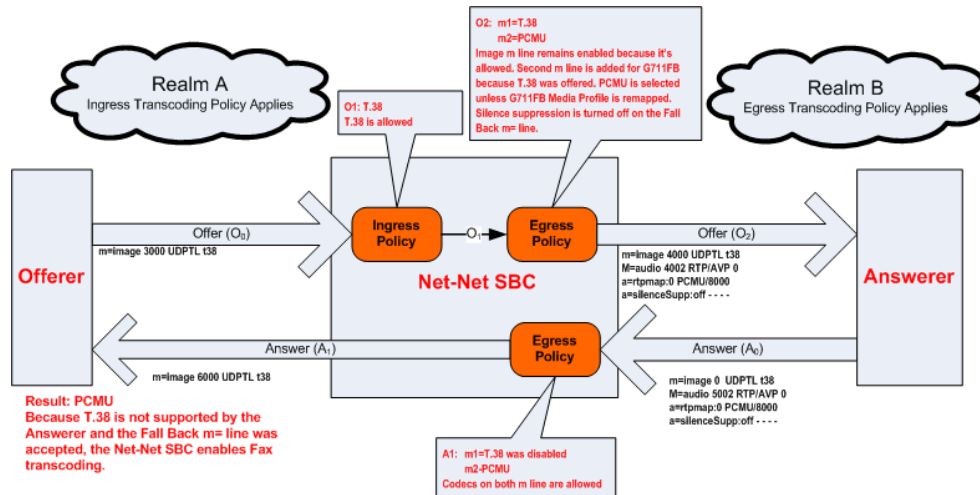 O2: m1=T.38
m2=PCMU
Image m line remains enabled because it's
allowed. Second m line is added for G711FB
because T.38 was offered. PCMU is selected
unless G711FB Media Profile is remapped.
Silence suppression is turned off on the Fall
Back m= line.
Realm A
Ingress Transcoding Policy Applies
O1: T.38
T.38 is allowed
Realm B
Egress Transcoding Policy Applies
Offerer
Offer (O0)
m=image 3000 UDPTL t38
Ingress
Policy
O1
Egress
Policy
Net-Net SBC
Offer (O2)
m=image 4000 UDPTL t38
M=audio 4002 RTP/AVP 0
a=rtpmap:0 PCMU/8000
a=silenceSupp:off - - - -
Answerer
Answer (A1)
m=image 6000 UDPTL t38
Egress
Policy
Answer (A0)
m=image 0 UDPTL t38
M=audio 5002 RTP/AVP 0
a=rtpmap:0 PCMU/8000
a=silenceSupp:off - - - -
Result: PCMU
Because T.38 is not supported by the
Answerer and the Fall Back m= line was
accepted, the Net-Net SBC enables Fax
transcoding.
A1: m1=T.38 was disabled
m2-PCMU
Codecs on both m line are allowed